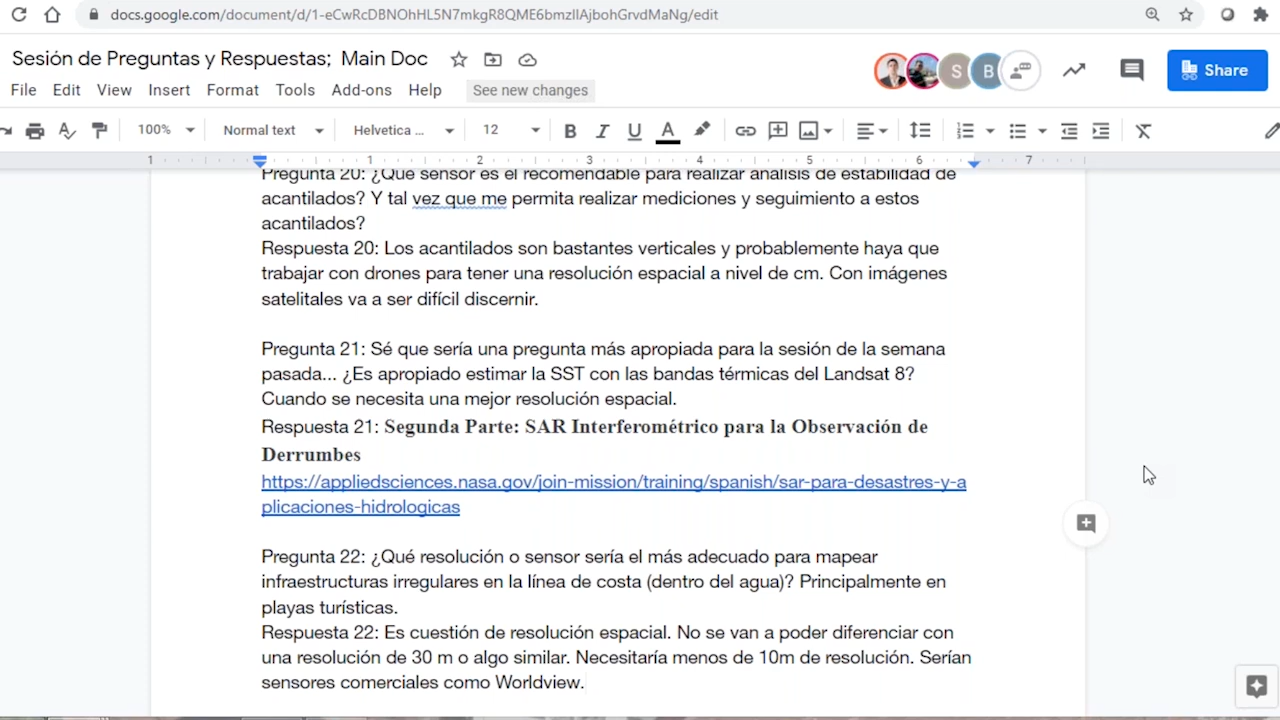 docs.google.com/document/d/1-eCwRcDBNOhHL5N7mkgR8QME6bmzIlAjbohGrvdMaNg/edit
Sesión de Preguntas y Respuestas; Main Doc
S
B
Share
File Edit View Insert Format Tools Add-ons Help See new changes
100% Normal text Helvetica ... 12
1 1 2 3 4 5 6 7
Pregunta 20: ¿Qué sensor es el recomendable para realizar análisis de estabilidad de
acantilados? Y tal vez que me permita realizar mediciones y seguimiento a estos
acantilados?
Respuesta 20: Los acantilados son bastantes verticales y probablemente haya que
trabajar con drones para tener una resolución espacial a nivel de cm. Con imágenes
satelitales va a ser difícil discernir.
Pregunta 21: Sé que sería una pregunta más apropiada para la sesión de la semana
pasada... ¿Es apropiado estimar la SST con las bandas térmicas del Landsat 8?
Cuando se necesita una mejor resolución espacial.
Respuesta 21: Segunda Parte: SAR Interferométrico para la Observación de
Derrumbes
https://appliedsciences.nasa.gov/join-mission/training/spanish/sar-para-desastres-y-a
plicaciones-hidrologicas
Pregunta 22: ¿Qué resolución o sensor sería el más adecuado para mapear
infraestructuras irregulares en la línea de costa (dentro del agua)? Principalmente en
playas turísticas.
Respuesta 22: Es cuestión de resolución espacial. No se van a poder diferenciar con
una resolución de 30 m o algo similar. Necesitaría menos de 10m de resolución. Serían
sensores comerciales como Worldview.